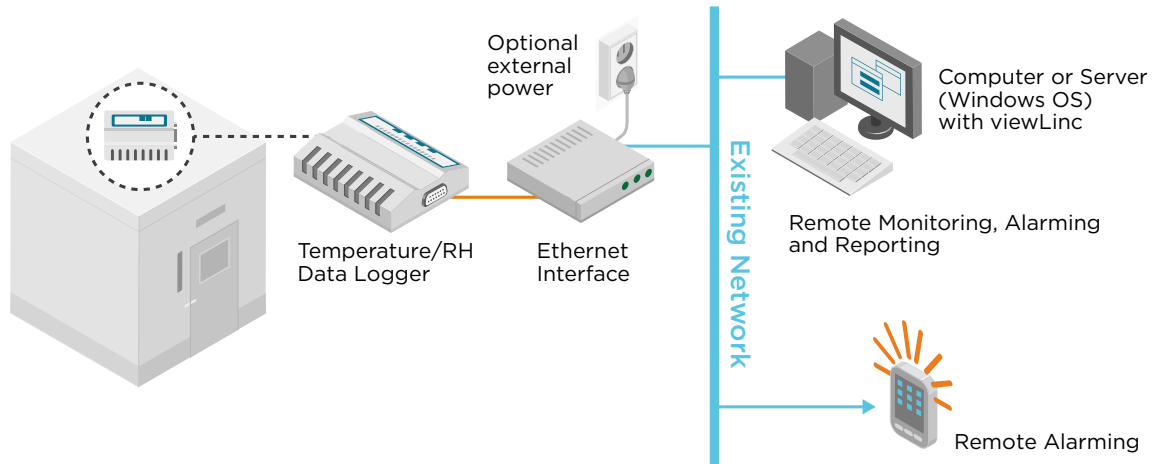 Optional
external
power
Temperature/RH
Data Logger
Ethernet
Interface
Existing Network
Computer or Server
(Windows OS)
with viewLinc
Remote Monitoring, Alarming
and Reporting
Remote Alarming